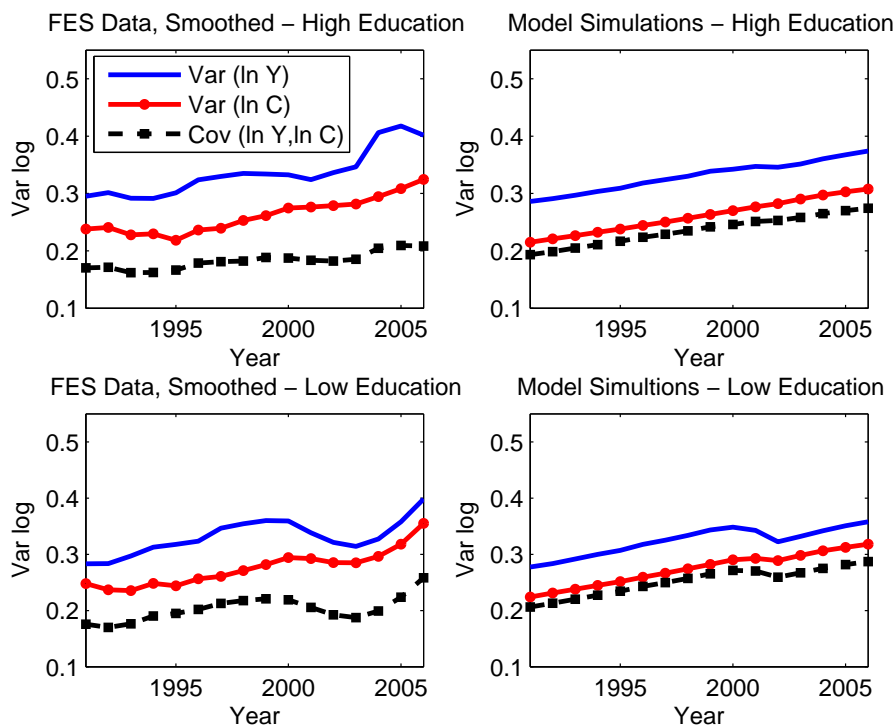 FES Data, Smoothed – High Education
Var log
0.5
0.4
0.3
0.2
0.1
Var (ln Y)
Var (ln C)
Cov (ln Y,ln C)
1995 2000 2005
Year
Model Simulations – High Education
Var log
0.5
0.4
0.3
0.2
0.1
1995 2000 2005
Year
FES Data, Smoothed – Low Education
Var log
0.5
0.4
0.3
0.2
0.1
1995 2000 2005
Year
Model Simultions – Low Education
Var log
0.5
0.4
0.3
0.2
0.1
1995 2000 2005
Year